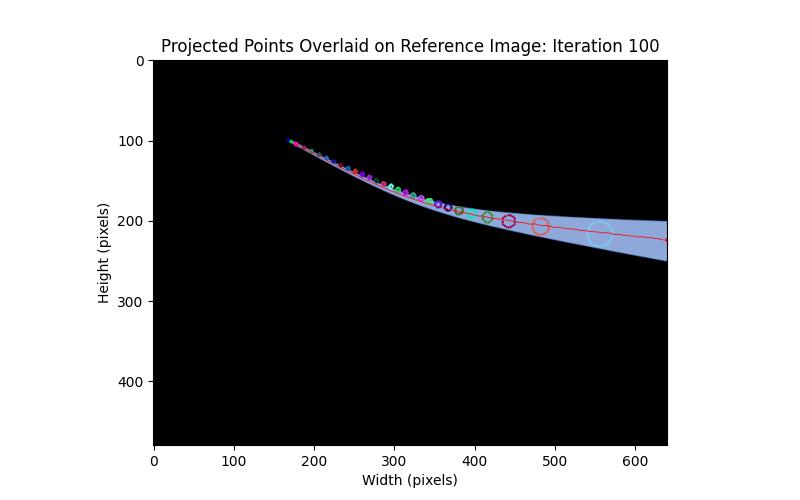 Projected Points Overlaid on Reference Image: Iteration 100
0
100
200
300
400
Height (pixels)
0 100 200 300 400 500 600
Width (pixels)